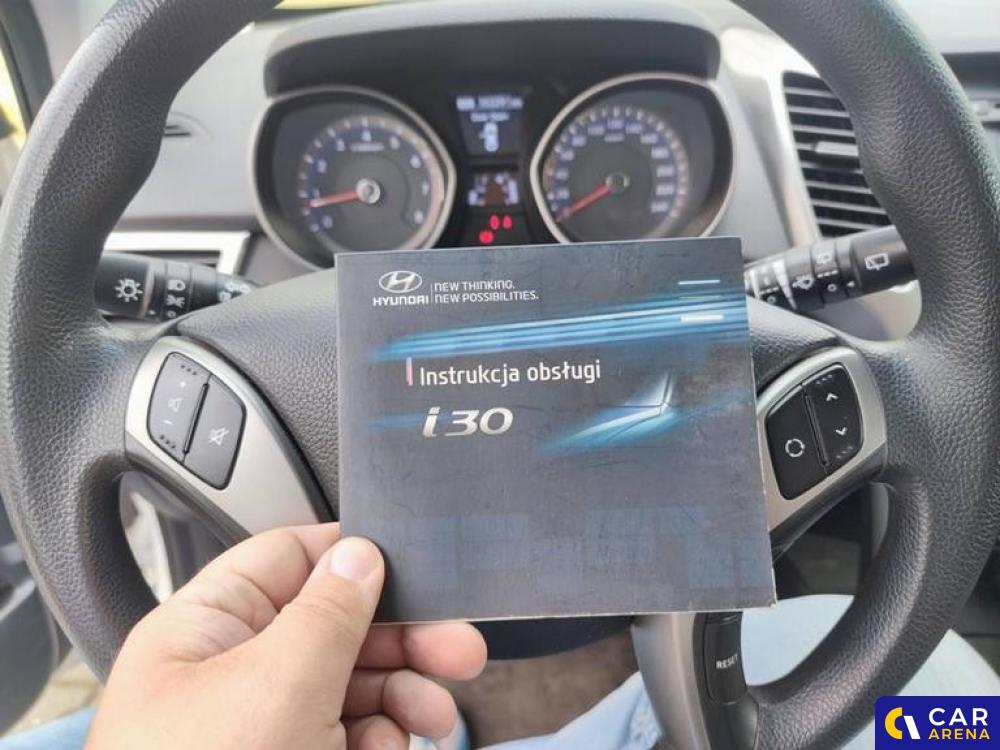 HYUNDAI
NEW THINKING.
NEW POSSIBILITIES.
Instrukcja obsługi
i30
RESET
CAR
ARENA